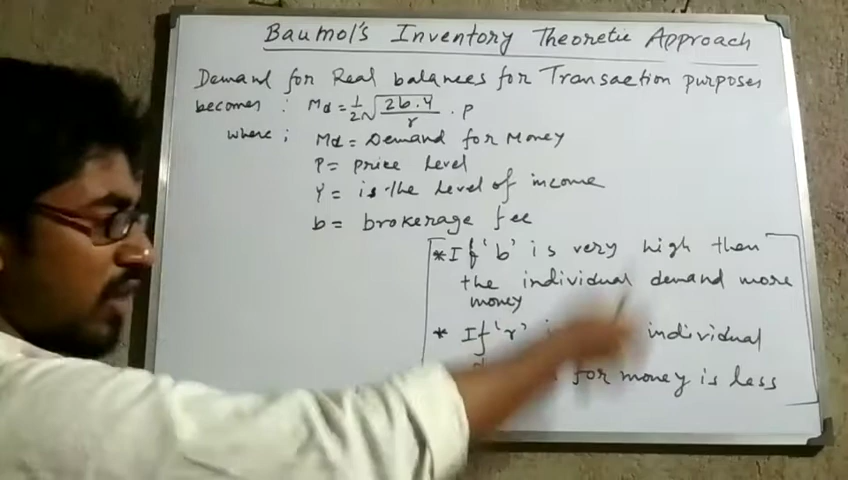 Baumol's Inventory Theoretic Approach
Demand for Real balances for Transaction purposes
becomes : Md = 1/2 √(2b.Y/r) . P
where ; Md = Demand for Money
P = price level
Y = is the level of income
b = brokerage fee
* If 'b' is very high then
the individual demand more
money
* If 'r' individual
for money is less